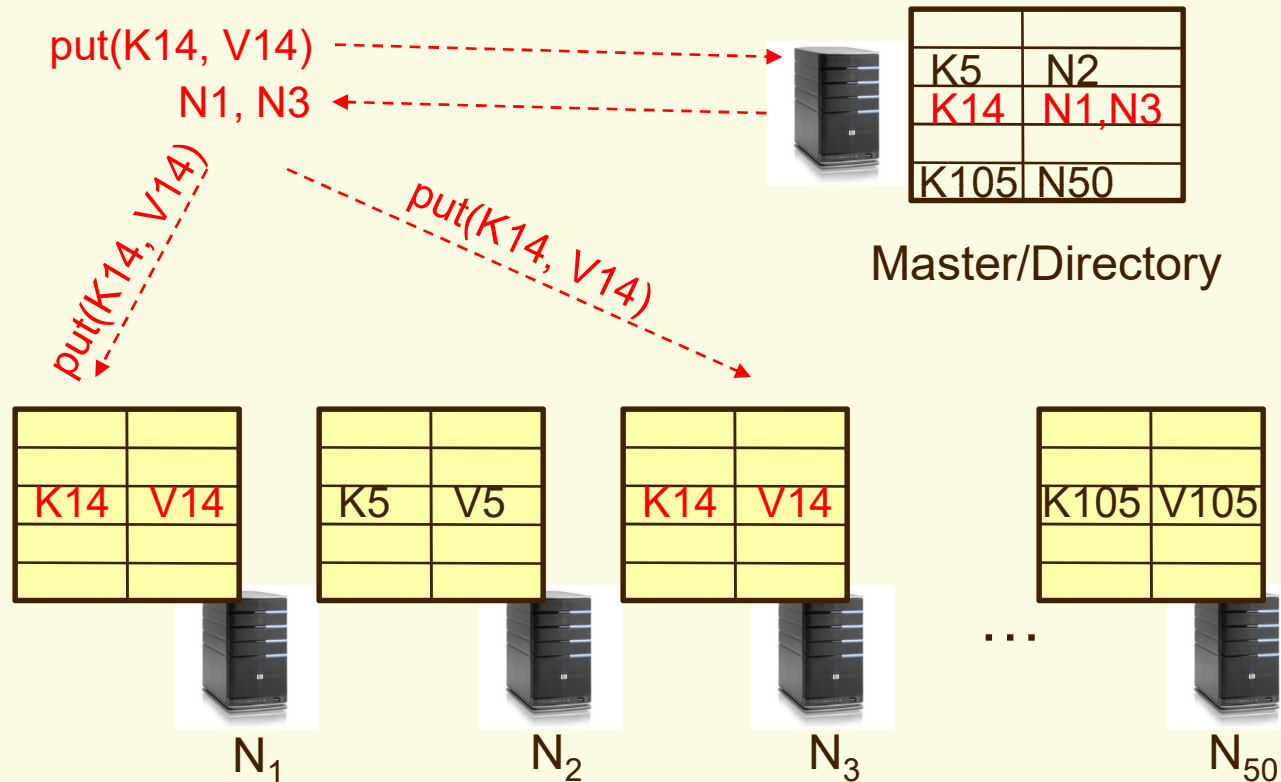 put(K14, V14)
N1, N3
K5 N2
K14 N1,N3
K105 N50
Master/Directory
put(K14, V14)
put(K14, V14)
K14 V14
K5 V5
K14 V14
K105 V105
...
N1
N2
N3
N50